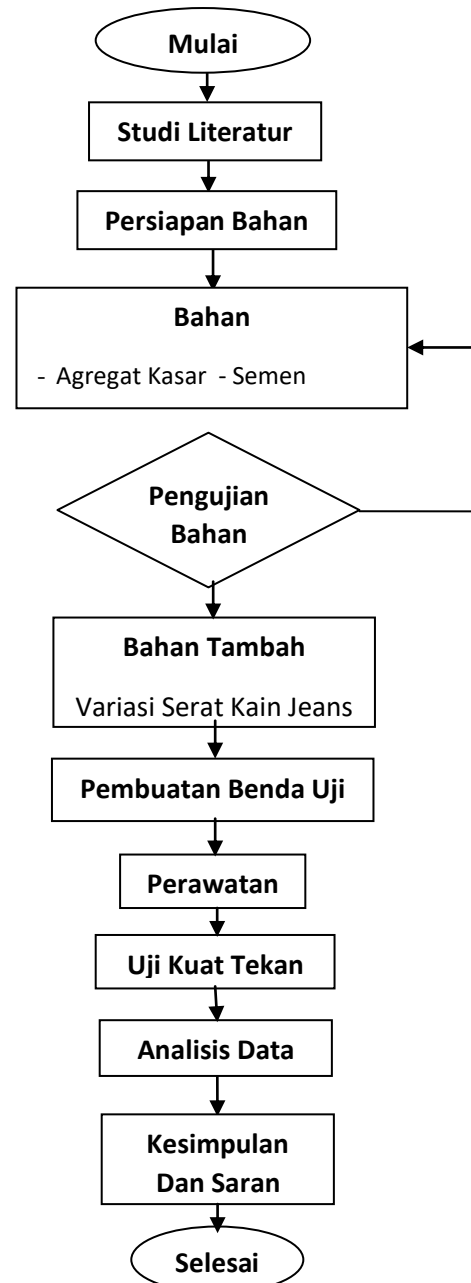 Mulai
Studi Literatur
Persiapan Bahan
Bahan
- Agregat Kasar - Semen
Pengujian
Bahan
Bahan Tambah
Variasi Serat Kain Jeans
Pembuatan Benda Uji
Perawatan
Uji Kuat Tekan
Analisis Data
Kesimpulan
Dan Saran
Selesai